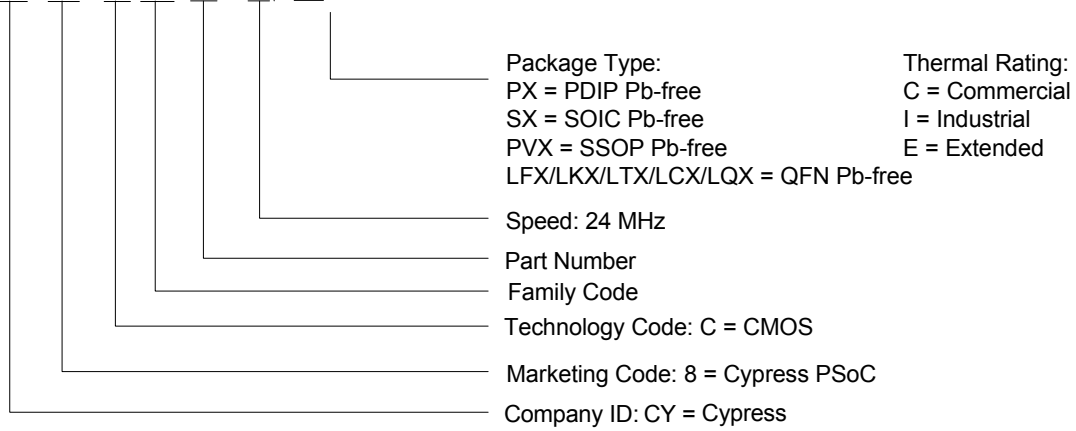 Package Type: Thermal Rating:
PX = PDIP Pb-free C = Commercial
SX = SOIC Pb-free I = Industrial
PVX = SSOP Pb-free E = Extended
LFX/LKX/LTX/LCX/LQX = QFN Pb-free
Speed: 24 MHz
Part Number
Family Code
Technology Code: C = CMOS
Marketing Code: 8 = Cypress PSoC
Company ID: CY = Cypress